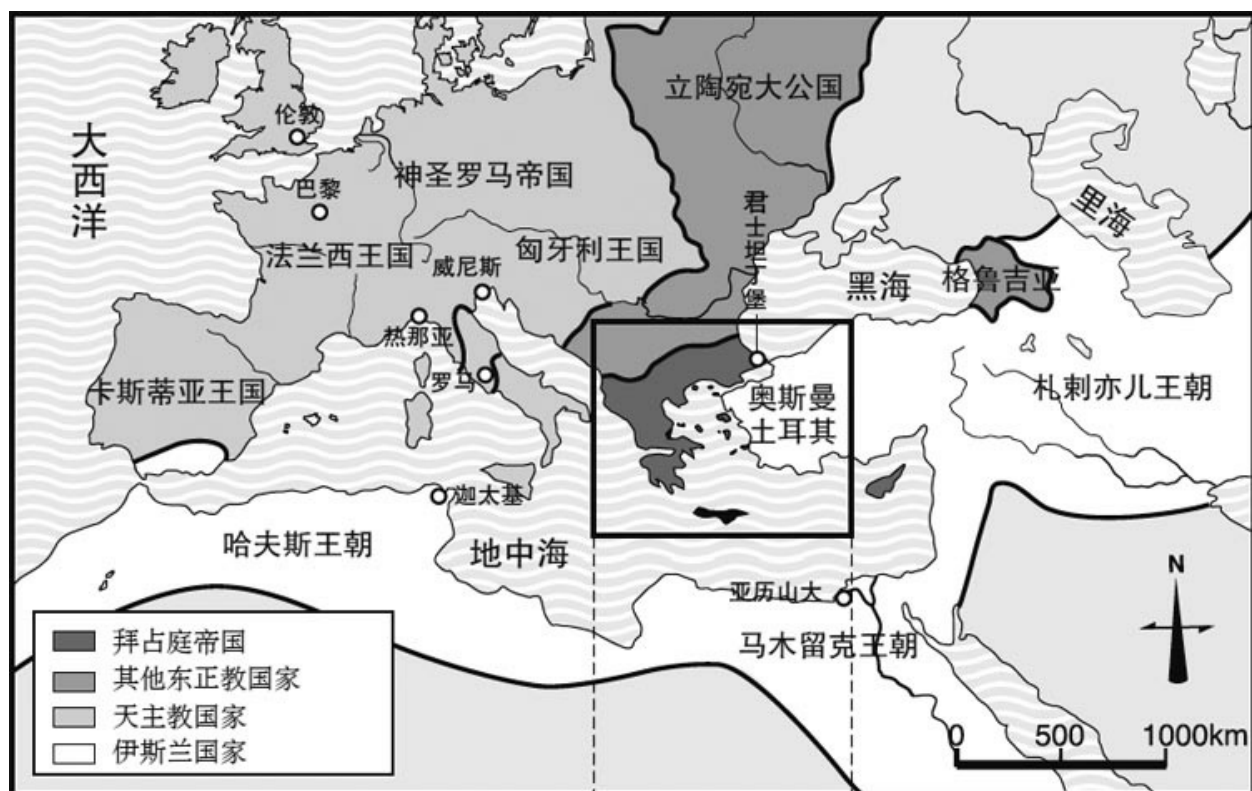 立陶宛大公国
伦敦
大西洋
神圣罗马帝国
巴黎
君士坦丁堡
里海
匈牙利王国
法兰西王国
威尼斯
黑海
格鲁吉亚
热那亚
罗马
卡斯蒂亚王国
奥斯曼
土耳其
札剌亦儿王朝
迦太基
哈夫斯王朝
地中海
亚历山大
马木留克王朝
N
拜占庭帝国
其他东正教国家
天主教国家
伊斯兰国家
0 500 1000km